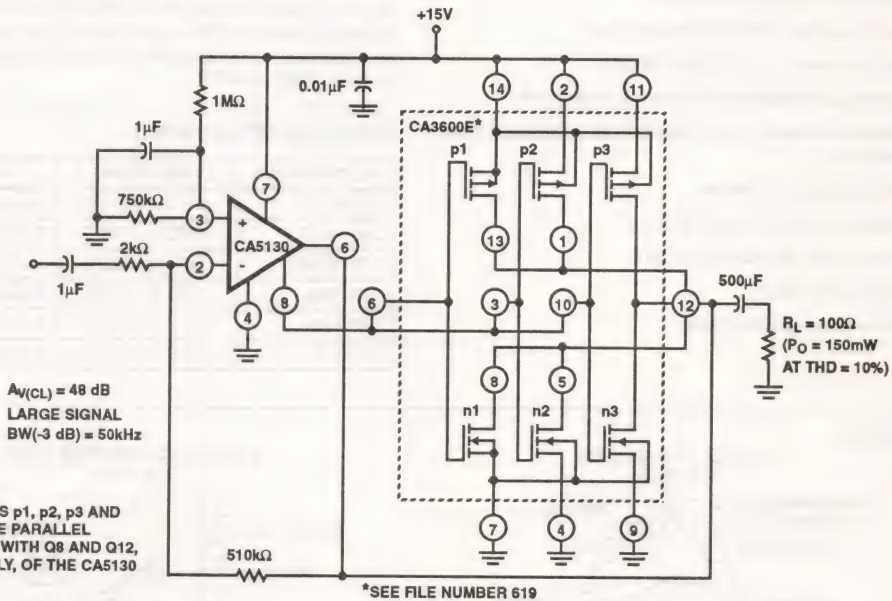 +15V
1MΩ
0.01μF
1μF
750kΩ
2kΩ
1μF
3
2
+
-
CA5130
7
4
8
6
CA3600E*
14
2
11
p1
p2
p3
13
1
6
3
10
12
8
5
n1
n2
n3
7
4
9
500μF
RL = 100Ω
(PO = 150mW
AT THD = 10%)
AV(CL) = 48 dB
LARGE SIGNAL
BW(-3 dB) = 50kHz
S p1, p2, p3 AND
E PARALLEL
WITH Q8 AND Q12,
LY, OF THE CA5130
510kΩ
*SEE FILE NUMBER 619